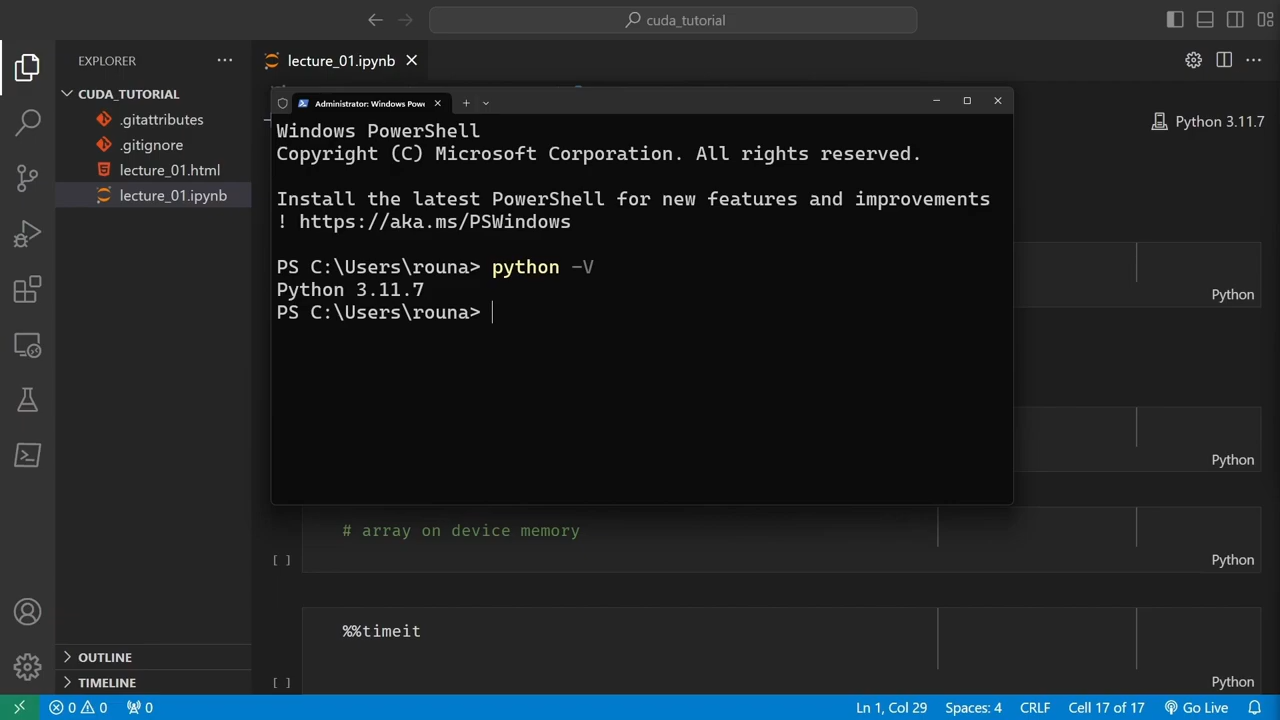 cuda_tutorial
EXPLORER
lecture_01.ipynb
CUDA_TUTORIAL
.gitattributes
.gitignore
lecture_01.html
lecture_01.ipynb
OUTLINE
TIMELINE
Python 3.11.7
Administrator: Windows Powe
Windows PowerShell
Copyright (C) Microsoft Corporation. All rights reserved.
Install the latest PowerShell for new features and improvements
! https://aka.ms/PSWindows
PS C:\Users\rouna> python -V
Python 3.11.7
PS C:\Users\rouna>
Python
Python
# array on device memory
[ ]
Python
%%timeit
[ ]
Python
0 0 0
Ln 1, Col 29 Spaces: 4 CRLF Cell 17 of 17 Go Live